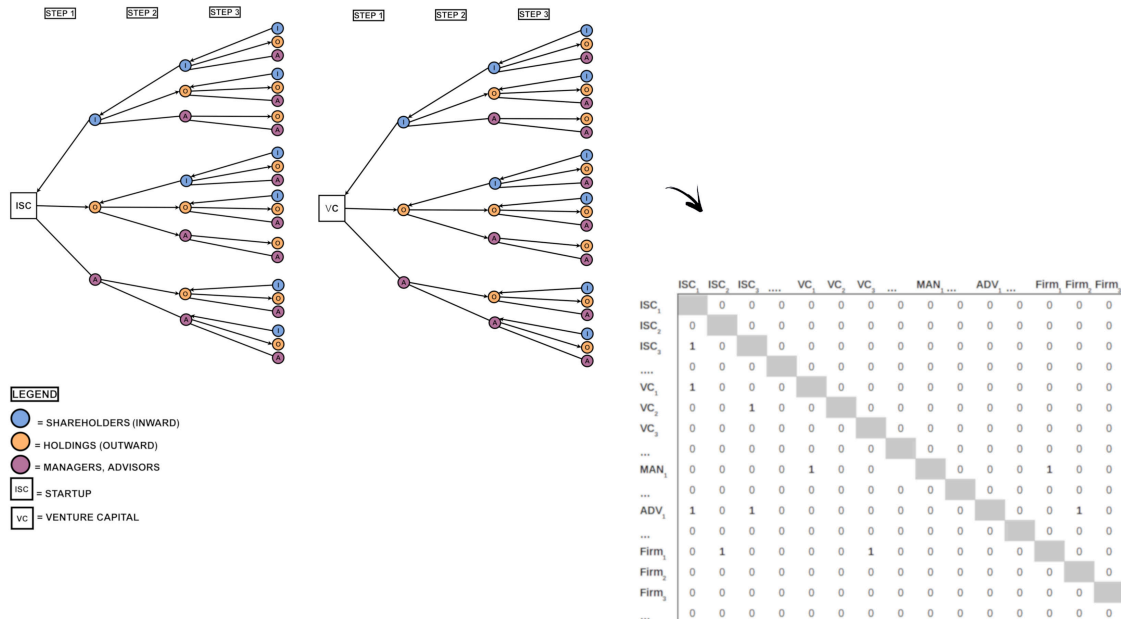 STEP 1 STEP 2 STEP 3
ISC
I
O
A
I
O
A
I
O
A
O
A
I
O
A
I
O
A
O
A
I
O
A
I
O
A
O
A
I
O
A
I
O
A
STEP 1 STEP 2 STEP 3
VC
I
O
A
I
O
A
I
O
A
O
A
I
O
A
I
O
A
O
A
I
O
A
I
O
A
O
A
I
O
A
I
O
A
LEGEND
= SHAREHOLDERS (INWARD)
= HOLDINGS (OUTWARD)
= MANAGERS, ADVISORS
ISC = STARTUP
VC = VENTURE CAPITAL
ISC₁ ISC₂ ISC₃ .... VC₁ VC₂ VC₃ ... MAN₁ ... ADV₁ ... Firm₁ Firm₂ Firm₃
ISC₁ 0 0 0 0 0 0 0 0 0 0 0 0 0 0
ISC₂ 0 0 0 0 0 0 0 0 0 0 0 0 0 0
ISC₃ 1 0 0 0 0 0 0 0 0 0 0 0 0 0
.... 0 0 0 0 0 0 0 0 0 0 0 0 0 0
VC₁ 1 0 0 0 0 0 0 0 0 0 0 0 0 0
VC₂ 0 0 1 0 0 0 0 0 0 0 0 0 0 0
VC₃ 0 0 0 0 0 0 0 0 0 0 0 0 0 0
... 0 0 0 0 0 0 0 0 0 0 0 0 0 0
MAN₁ 0 0 0 0 1 0 0 0 0 0 0 1 0 0
... 0 0 0 0 0 0 0 0 0 0 0 0 0 0
ADV₁ 1 0 1 0 0 0 0 0 0 0 0 0 1 0
... 0 0 0 0 0 0 0 0 0 0 0 0 0 0
Firm₁ 0 1 0 0 0 0 1 0 0 0 0 0 0 0
Firm₂ 0 0 0 0 0 0 0 0 0 0 0 0 0 0
Firm₃ 0 0 0 0 0 0 0 0 0 0 0 0 0 0
... 0 0 0 0 0 0 0 0 0 0 0 0 0 0 0